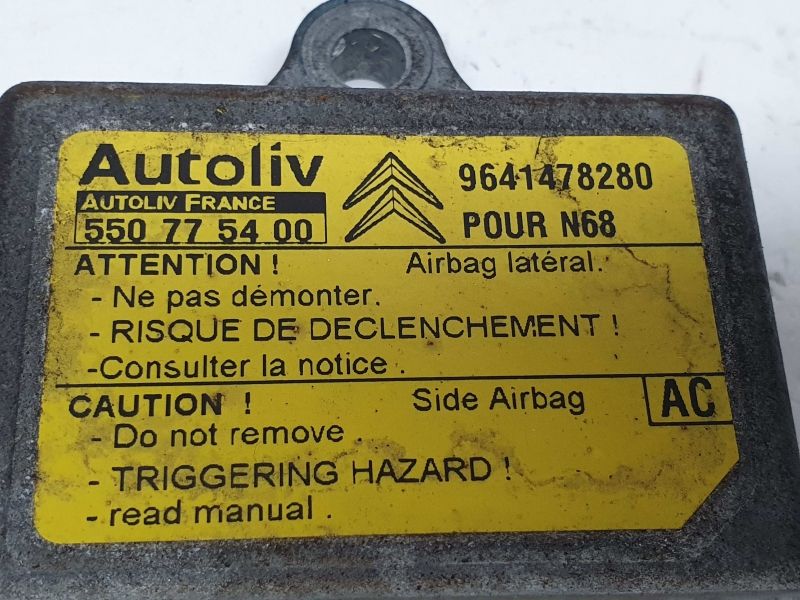 Autoliv
AUTOLIV FRANCE
550 77 54 00
9641478280
POUR N68
ATTENTION ! Airbag latéral.
- Ne pas démonter.
- RISQUE DE DECLENCHEMENT !
-Consulter la notice .
CAUTION ! Side Airbag AC
- Do not remove .
- TRIGGERING HAZARD !
- read manual .